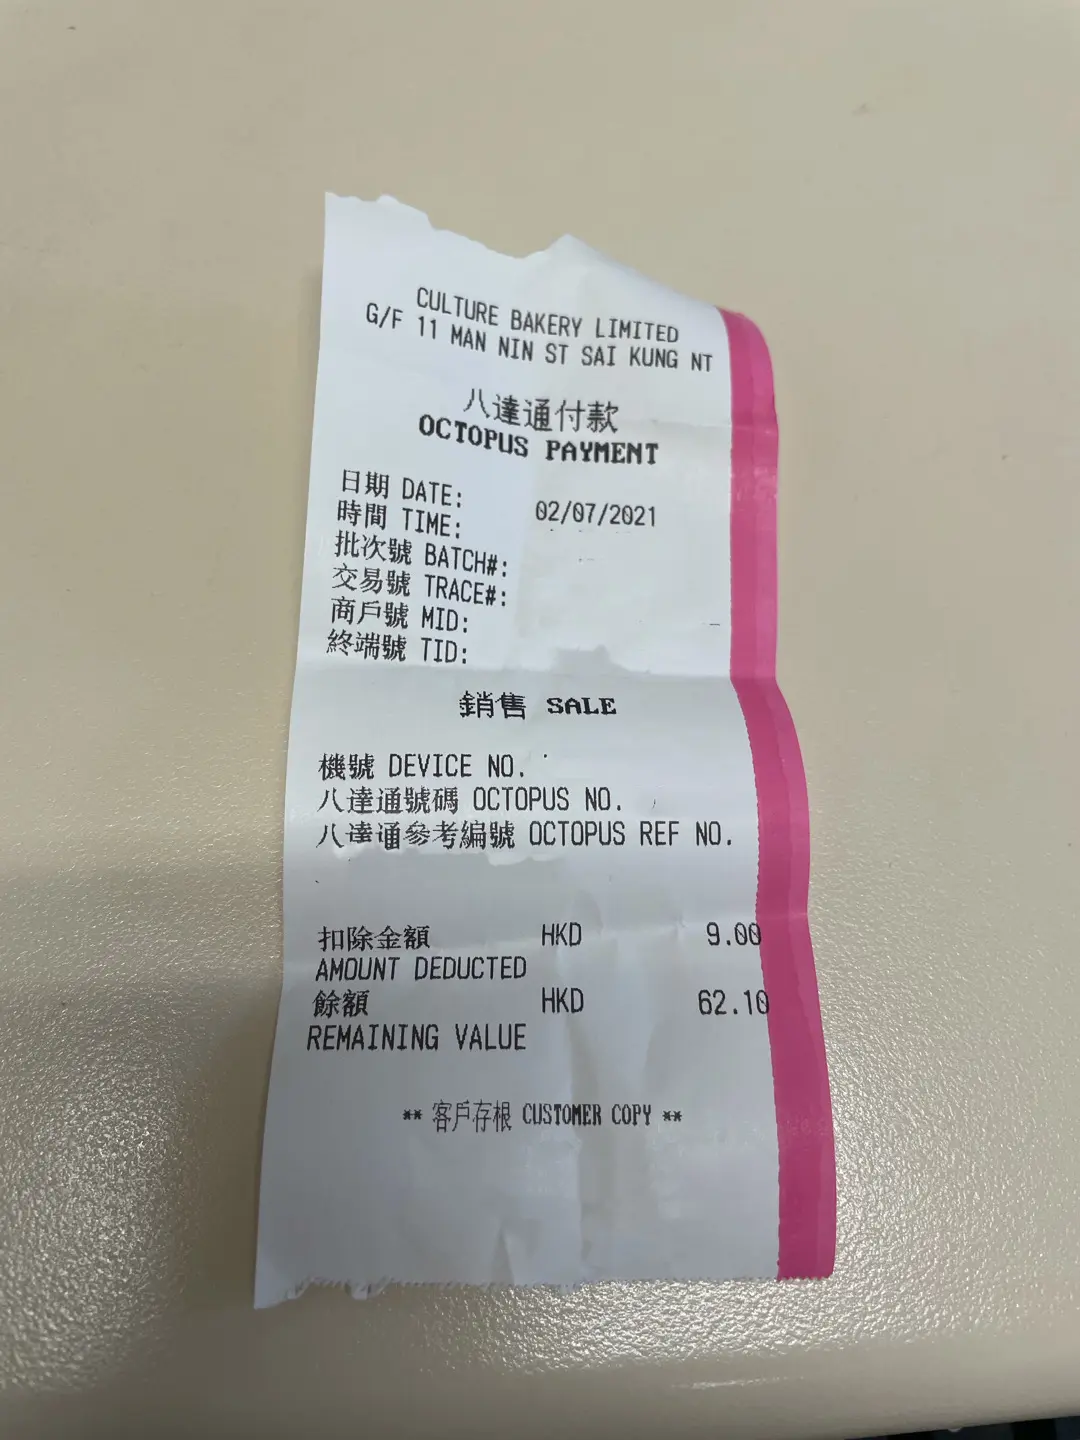 CULTURE BAKERY LIMITED
G/F 11 MAN NIN ST SAI KUNG NT
八達通付款
OCTOPUS PAYMENT
日期 DATE: 02/07/2021
時間 TIME:
批次號 BATCH#:
交易號 TRACE#:
商戶號 MID:
終端號 TID:
銷售 SALE
機號 DEVICE NO.
八達通號碼 OCTOPUS NO.
八達通參考編號 OCTOPUS REF NO.
扣除金額 HKD 9.00
AMOUNT DEDUCTED
餘額 HKD 62.10
REMAINING VALUE
** 客戶存根 CUSTOMER COPY **